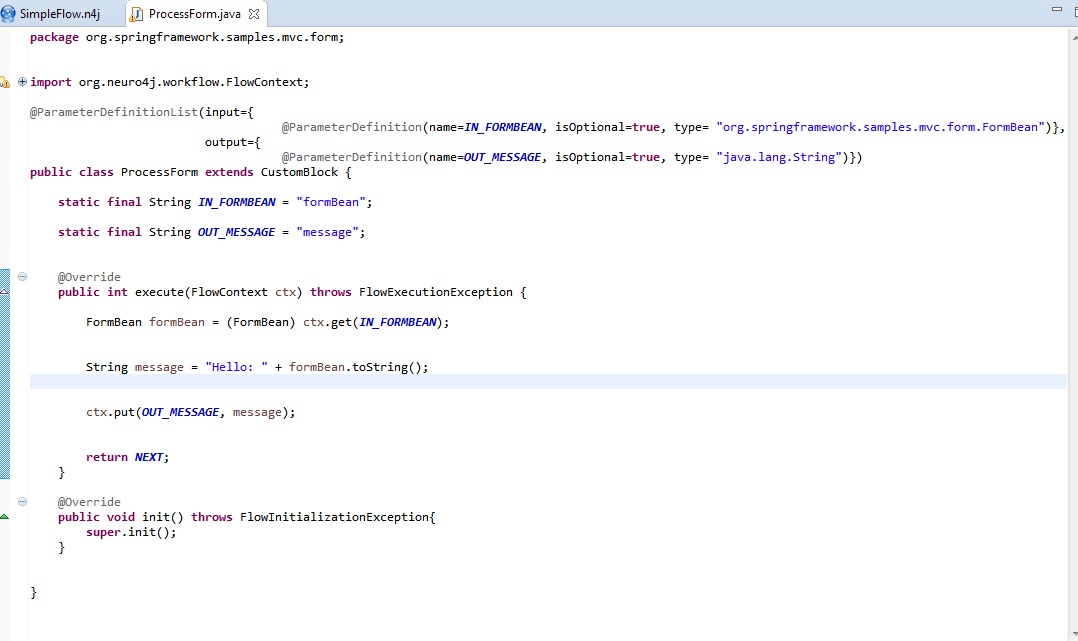 SimpleFlow.n4j
ProcessForm.java
package org.springframework.samples.mvc.form;
import org.neuro4j.workflow.FlowContext;
@ParameterDefinitionList(input={
@ParameterDefinition(name=IN_FORMBEAN, isOptional=true, type= "org.springframework.samples.mvc.form.FormBean")},
output={
@ParameterDefinition(name=OUT_MESSAGE, isOptional=true, type= "java.lang.String")})
public class ProcessForm extends CustomBlock {
static final String IN_FORMBEAN = "formBean";
static final String OUT_MESSAGE = "message";
@Override
public int execute(FlowContext ctx) throws FlowExecutionException {
FormBean formBean = (FormBean) ctx.get(IN_FORMBEAN);
String message = "Hello: " + formBean.toString();
ctx.put(OUT_MESSAGE, message);
return NEXT;
}
@Override
public void init() throws FlowInitializationException{
super.init();
}
}